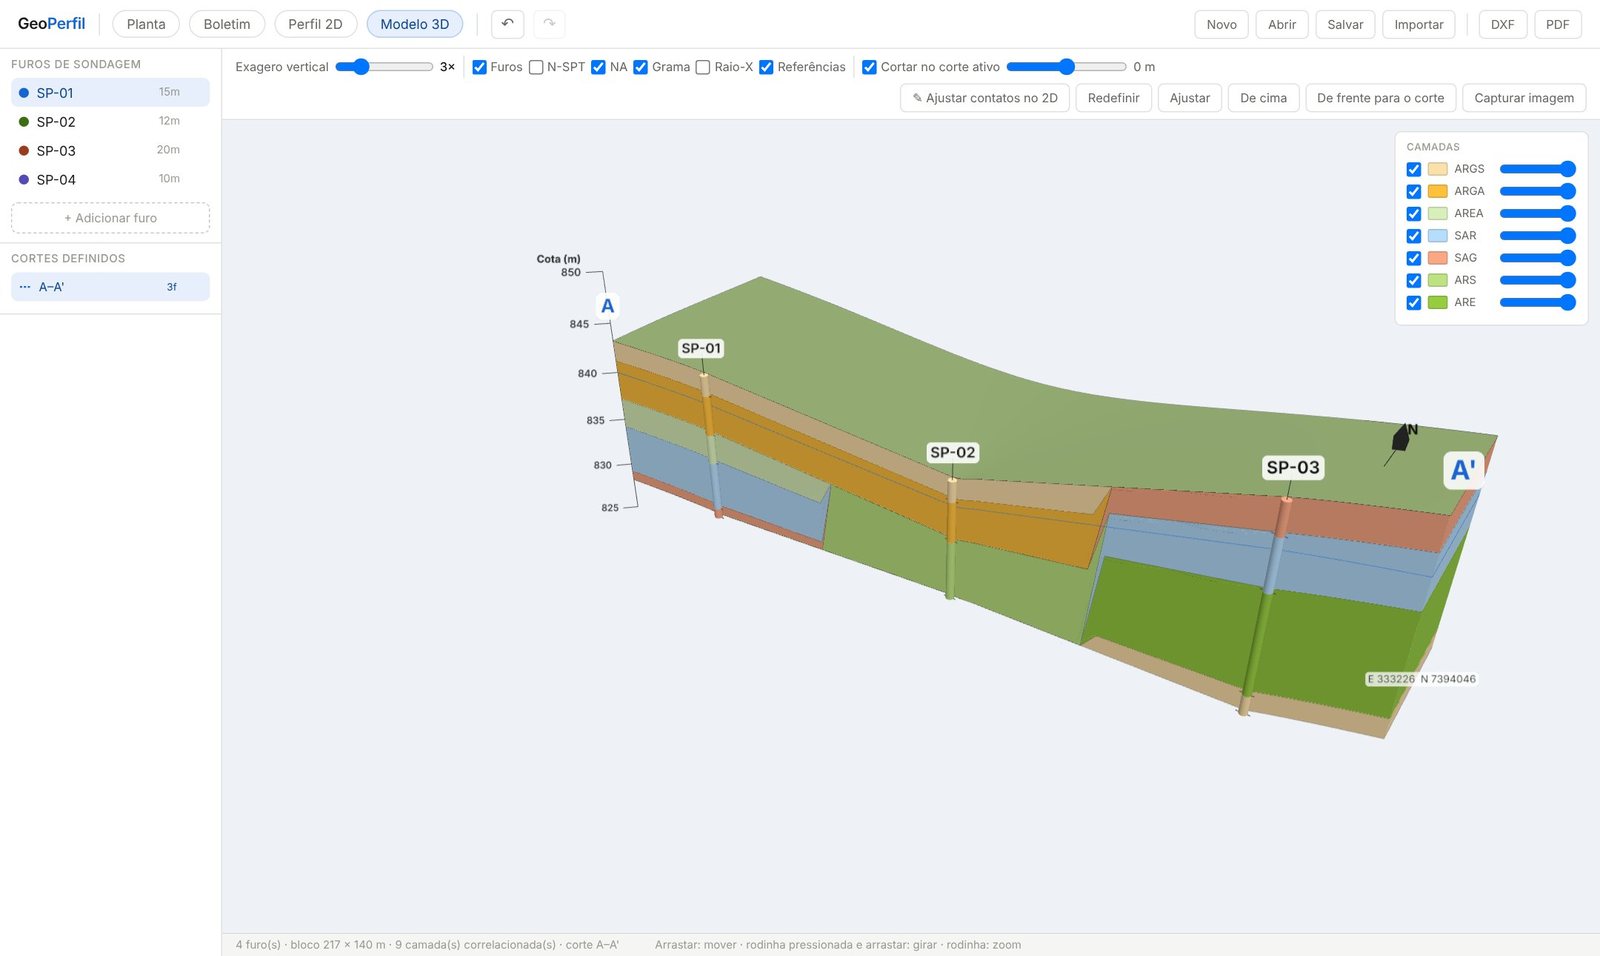 GeoPerfil
Planta
Boletim
Perfil 2D
Modelo 3D
Novo
Abrir
Salvar
Importar
DXF
PDF
FUROS DE SONDAGEM
SP-01 15m
SP-02 12m
SP-03 20m
SP-04 10m
+ Adicionar furo
CORTES DEFINIDOS
A–A' 3f
Exagero vertical 3×
Furos
N-SPT
NA
Grama
Raio-X
Referências
Cortar no corte ativo 0 m
✎ Ajustar contatos no 2D
Redefinir
Ajustar
De cima
De frente para o corte
Capturar imagem
CAMADAS
ARGS
ARGA
AREA
SAR
SAG
ARS
ARE
Cota (m)
850
845
840
835
830
825
A
SP-01
SP-02
SP-03
N
A'
E 333226 N 7394046
4 furo(s) · bloco 217 × 140 m · 9 camada(s) correlacionada(s) · corte A–A'
Arrastar: mover · rodinha pressionada e arrastar: girar · rodinha: zoom